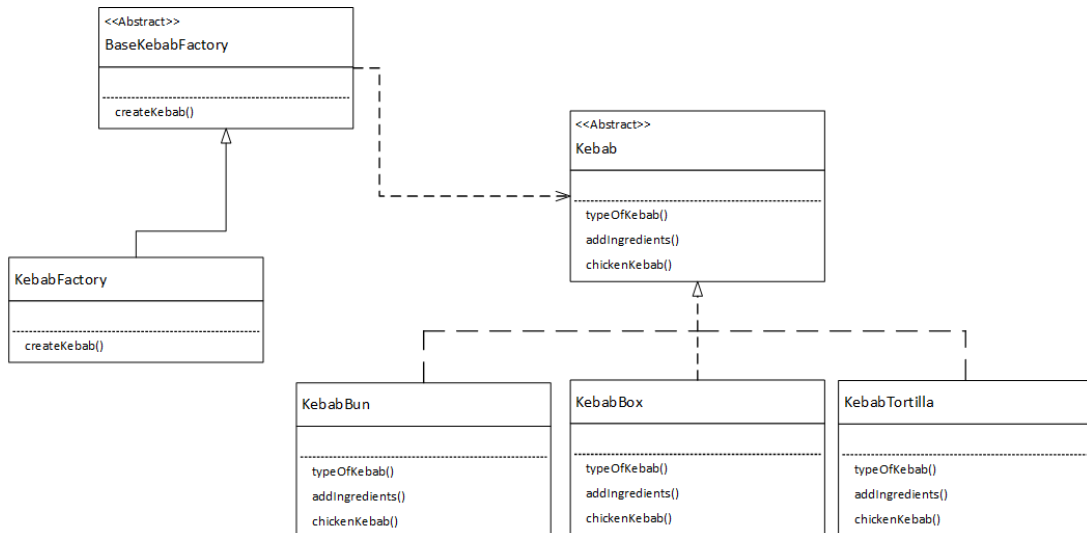 <<Abstract>>
BaseKebabFactory
createKebab()
<<Abstract>>
Kebab
typeOfKebab()
addIngredients()
chickenKebab()
KebabFactory
createKebab()
KebabBun
typeOfKebab()
addIngredients()
chickenKebab()
KebabBox
typeOfKebab()
addIngredients()
chickenKebab()
KebabTortilla
typeOfKebab()
addIngredients()
chickenKebab()